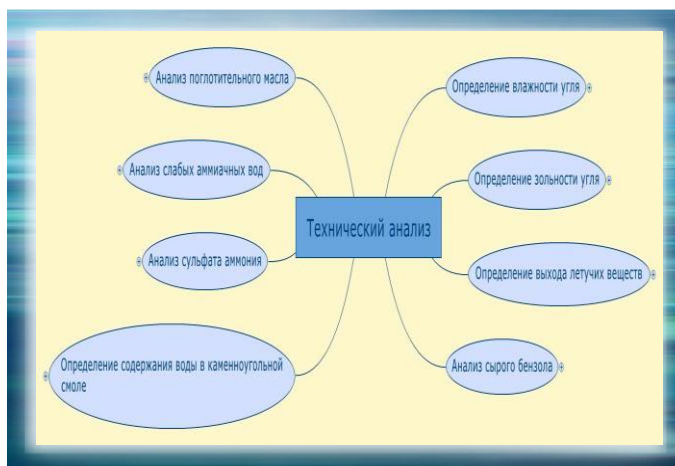 Анализ поглотительного масла
Определение влажности угля
Анализ слабых аммиачных вод
Определение зольности угля
Технический анализ
Анализ сульфата аммония
Определение выхода летучих веществ
Определение содержания воды в каменноугольной
смоле
Анализ сырого бензола